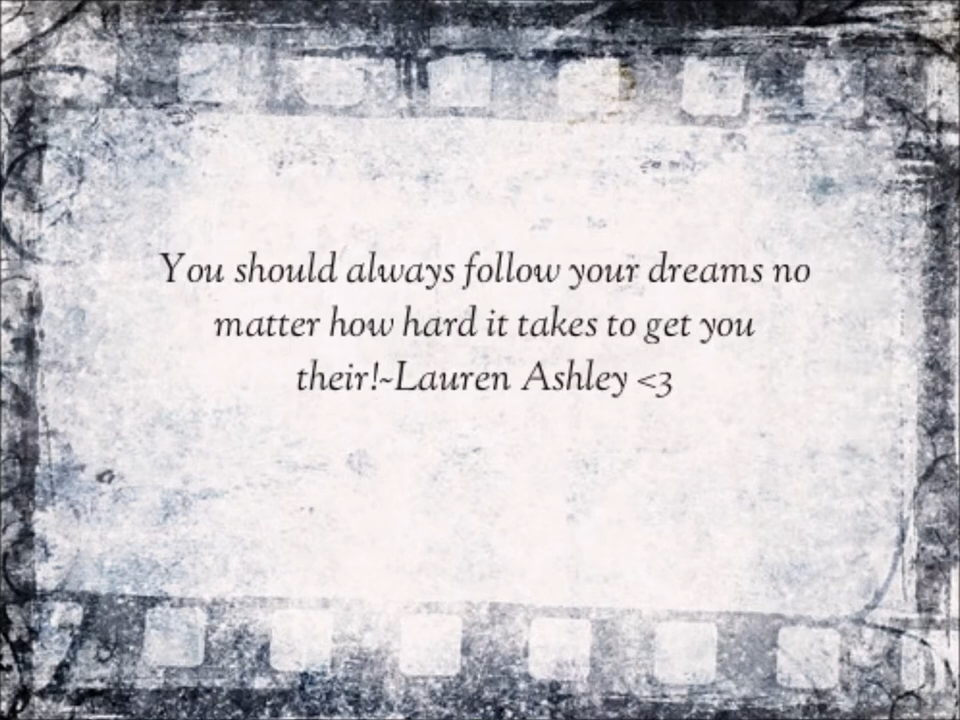 You should always follow your dreams no
matter how hard it takes to get you
their!~Lauren Ashley <3